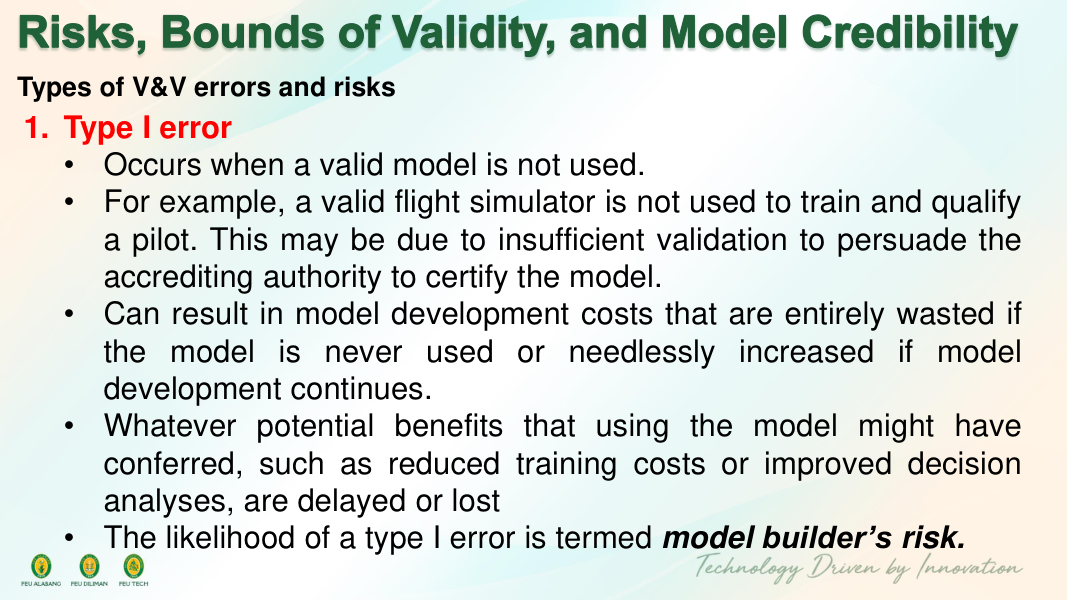 Risks, Bounds of Validity, and Model Credibility
Types of V&V errors and risks
1. Type I error
• Occurs when a valid model is not used.
• For example, a valid flight simulator is not used to train and qualify
a pilot. This may be due to insufficient validation to persuade the
accrediting authority to certify the model.
• Can result in model development costs that are entirely wasted if
the model is never used or needlessly increased if model
development continues.
• Whatever potential benefits that using the model might have
conferred, such as reduced training costs or improved decision
analyses, are delayed or lost
• The likelihood of a type I error is termed model builder’s risk.
FEU ALABANG FEU DILIMAN FEU TECH
Technology Driven by Innovation